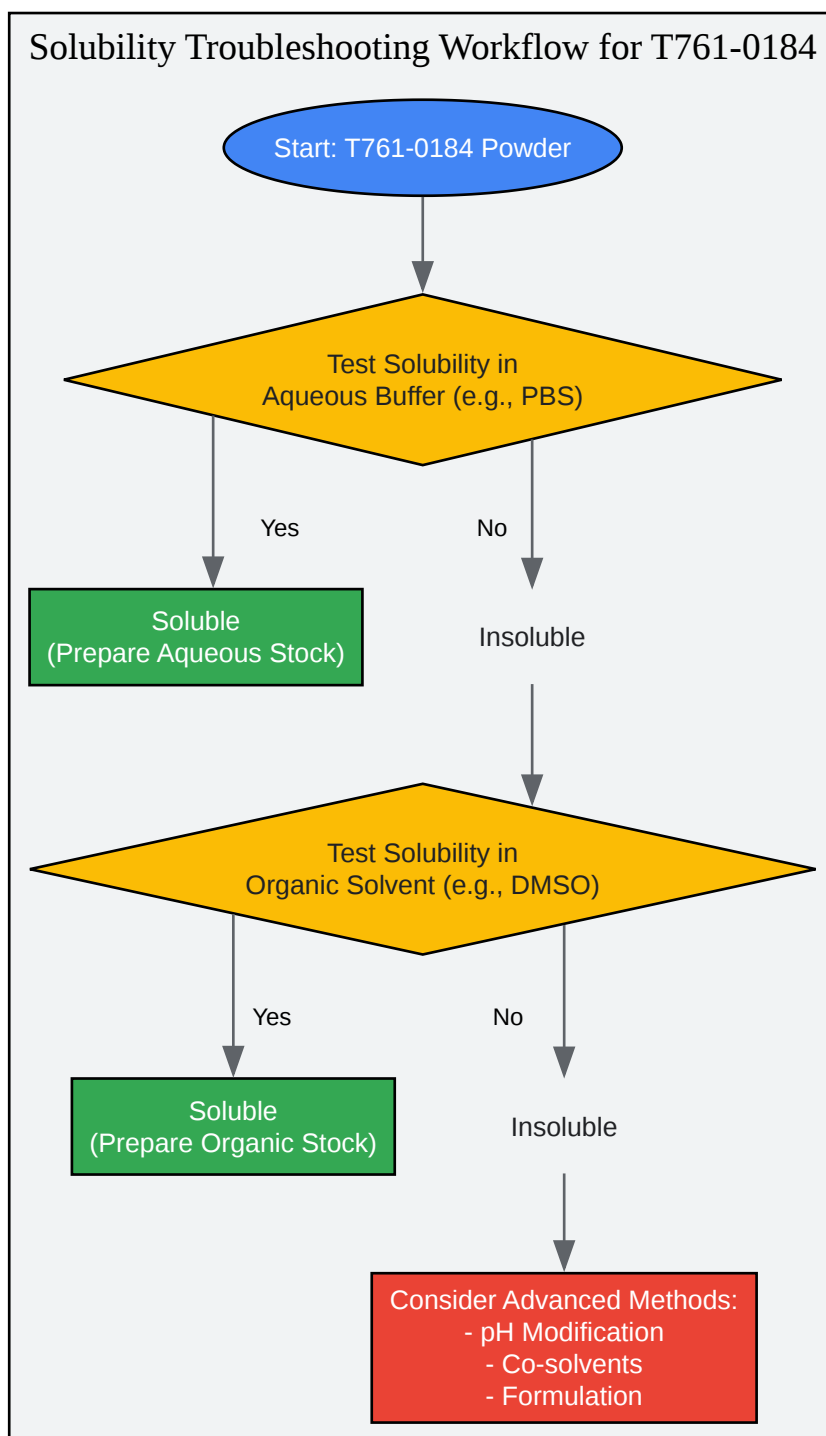 Solubility Troubleshooting Workflow for T761-0184
Start: T761-0184 Powder
Test Solubility in
Aqueous Buffer (e.g., PBS)
Yes
No
Soluble
(Prepare Aqueous Stock)
Insoluble
Test Solubility in
Organic Solvent (e.g., DMSO)
Yes
No
Soluble
(Prepare Organic Stock)
Insoluble
Consider Advanced Methods:
- pH Modification
- Co-solvents
- Formulation